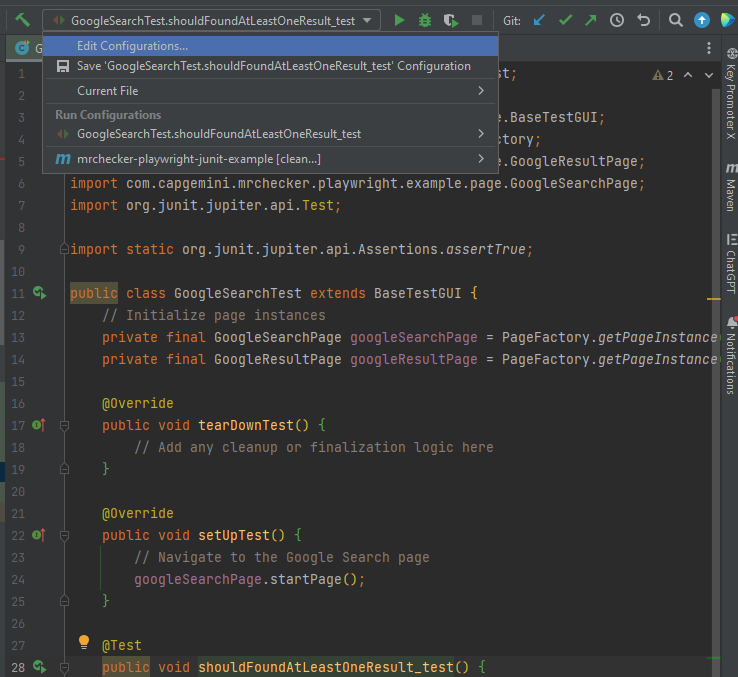 GoogleSearchTest.shouldFoundAtLeastOneResult_test
Git:
G
Edit Configurations...
Save 'GoogleSearchTest.shouldFoundAtLeastOneResult_test' Configuration
Current File
Run Configurations
GoogleSearchTest.shouldFoundAtLeastOneResult_test
m mrchecker-playwright-junit-example [clean...]
1 t;
2
2
3 e.BaseTestGUI;
4 ctory;
5 e.GoogleResultPage;
6 import com.capgemini.mrchecker.playwright.example.page.GoogleSearchPage;
7 import org.junit.jupiter.api.Test;
8
9 import static org.junit.jupiter.api.Assertions.assertTrue;
10
11 public class GoogleSearchTest extends BaseTestGUI {
12 // Initialize page instances
13 private final GoogleSearchPage googleSearchPage = PageFactory.getPageInstance
14 private final GoogleResultPage googleResultPage = PageFactory.getPageInstance
15
16 @Override
17 public void tearDownTest() {
18 // Add any cleanup or finalization logic here
19 }
20
21 @Override
22 public void setUpTest() {
23 // Navigate to the Google Search page
24 googleSearchPage.startPage();
25 }
26
27 @Test
28 public void shouldFoundAtLeastOneResult_test() {
Key Promoter X
m Maven
ChatGPT
Notifications